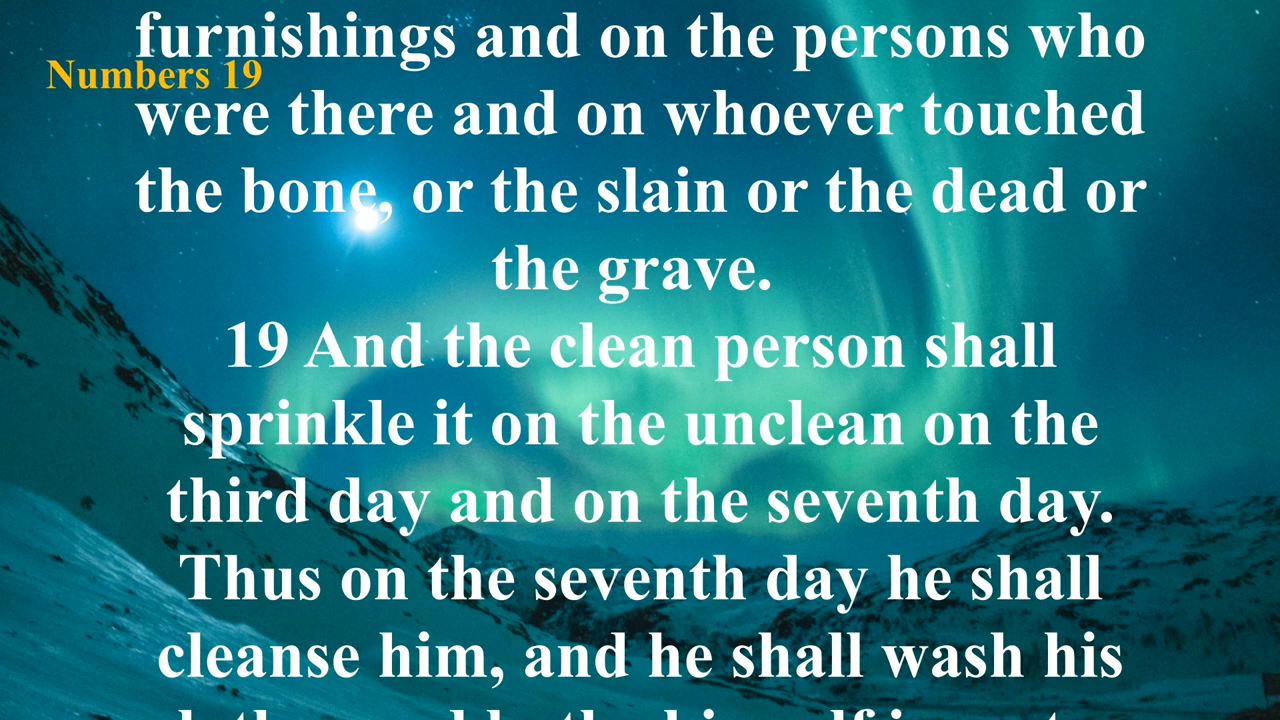 furnishings and on the persons who
Numbers 19
were there and on whoever touched
the bone, or the slain or the dead or
the grave.
19 And the clean person shall
sprinkle it on the unclean on the
third day and on the seventh day.
Thus on the seventh day he shall
cleanse him, and he shall wash his